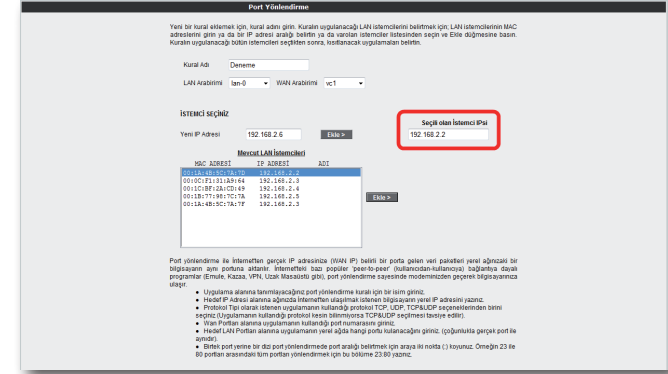 Port Yönlendirme
Yeni bir kural eklemek için, kural adını girin. Kuralın uygulanacağı LAN istemcilerini belirtmek için; LAN istemcilerinin MAC
adreslerini girin ya da bir IP adresi aralığı belirtin ya da varolan istemciler listesinden seçin ve Ekle düğmesine basın.
Kuralın uygulanacağı bütün istemcileri seçtikten sonra, kısıtlanacak uygulamaları belirtin.
Kural Adı Deneme
LAN Arabirimi lan-0 WAN Arabirimi vc1
İSTEMCİ SEÇİNİZ
Seçili olan İstemci IPsi
Yeni IP Adresi 192.168.2.6 Ekle > 192.168.2.2
Mevcut LAN İstemcileri
MAC ADRESİ IP ADRESİ ADI
00:1A:4B:5C:7A:7D 192.168.2.2
00:0C:F1:31:A9:64 192.168.2.3
00:1C:BF:2A:CD:49 192.168.2.4
00:1B:77:98:7C:7A 192.168.2.5
00:1A:4B:5C:7A:7F 192.168.2.3
Ekle >
Port yönlendirme ile İnternetten gerçek IP adresinize (WAN IP) belirli bir porta gelen veri paketleri yerel ağınızaki bir
bilgisayarın aynı portuna aktarılır. İnternetteki bazı popüler 'peer-to-peer' (kullanıcıdan-kullanıcıya) bağlantıya dayalı
programlar (Emule, Kazaa, VPN, Uzak Masaüstü gibi), port yönlendirme sayesinde modeminizden geçerek bilgisayarınıza
ulaşır.
● Uygulama alanına tanımlayacağınız port yönlendirme kuralı için bir isim giriniz.
● Hedef IP Adresi alanına ağınızda İnternetten ulaşılmak istenen bilgisayarın yerel IP adresini yazınız.
● Protokol Tipi olarak istenen uygulamanın kullandığı protokol TCP, UDP, TCP&UDP seçeneklerinden birini
seçiniz (Uygulamanın kullandığı protokol kesin bilinmiyorsa TCP&UDP seçilmesi tavsiye edilir).
● Wan Portları alanına uygulamanın kullandığı port numarasını giriniz.
● Hedef LAN Portları alanına uygulamanın yerel ağda hangi portu kulanacağını giriniz. (çoğunlukla gerçek port ile
aynıdır).
● Birtek port yerine bir dizi port yönlendirmede port aralığı belirtmek için araya iki nokta (:) koyunuz. Örneğin 23 ile
80 portları arasındaki tüm portları yönlendirmek için bu bölüme 23:80 yazınız.